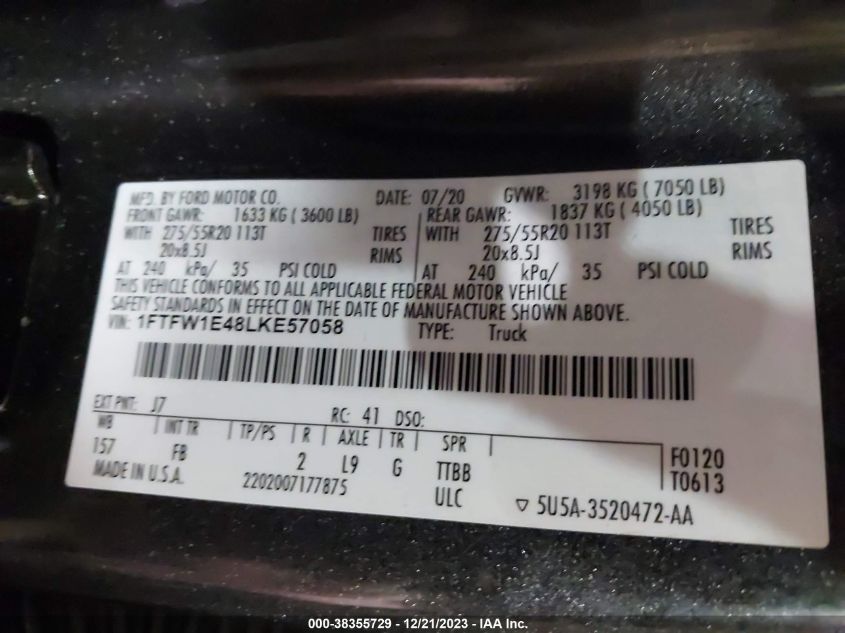 MFD. BY FORD MOTOR CO. DATE: 07/20 GVWR: 3198 KG ( 7050 LB)
FRONT GAWR: 1633 KG ( 3600 LB) REAR GAWR: 1837 KG ( 4050 LB)
WITH 275/55R20 113T TIRES WITH 275/55R20 113T TIRES
20x8.5J RIMS 20x8.5J RIMS
AT 240 kPa/ 35 PSI COLD AT 240 kPa/ 35 PSI COLD
THIS VEHICLE CONFORMS TO ALL APPLICABLE FEDERAL MOTOR VEHICLE
SAFETY STANDARDS IN EFFECT ON THE DATE OF MANUFACTURE SHOWN ABOVE.
VIN: 1FTFW1E48LKE57058 TYPE: Truck
EXT PNT: J7 RC: 41 DSO:
WB INT TR TP/PS R AXLE TR SPR
157 FB 2 L9 G TTBB F0120
MADE IN U.S.A. 2202007177875 ULC T0613
▽ 5U5A-3520472-AA
000-38355729 - 12/21/2023 - IAA Inc.